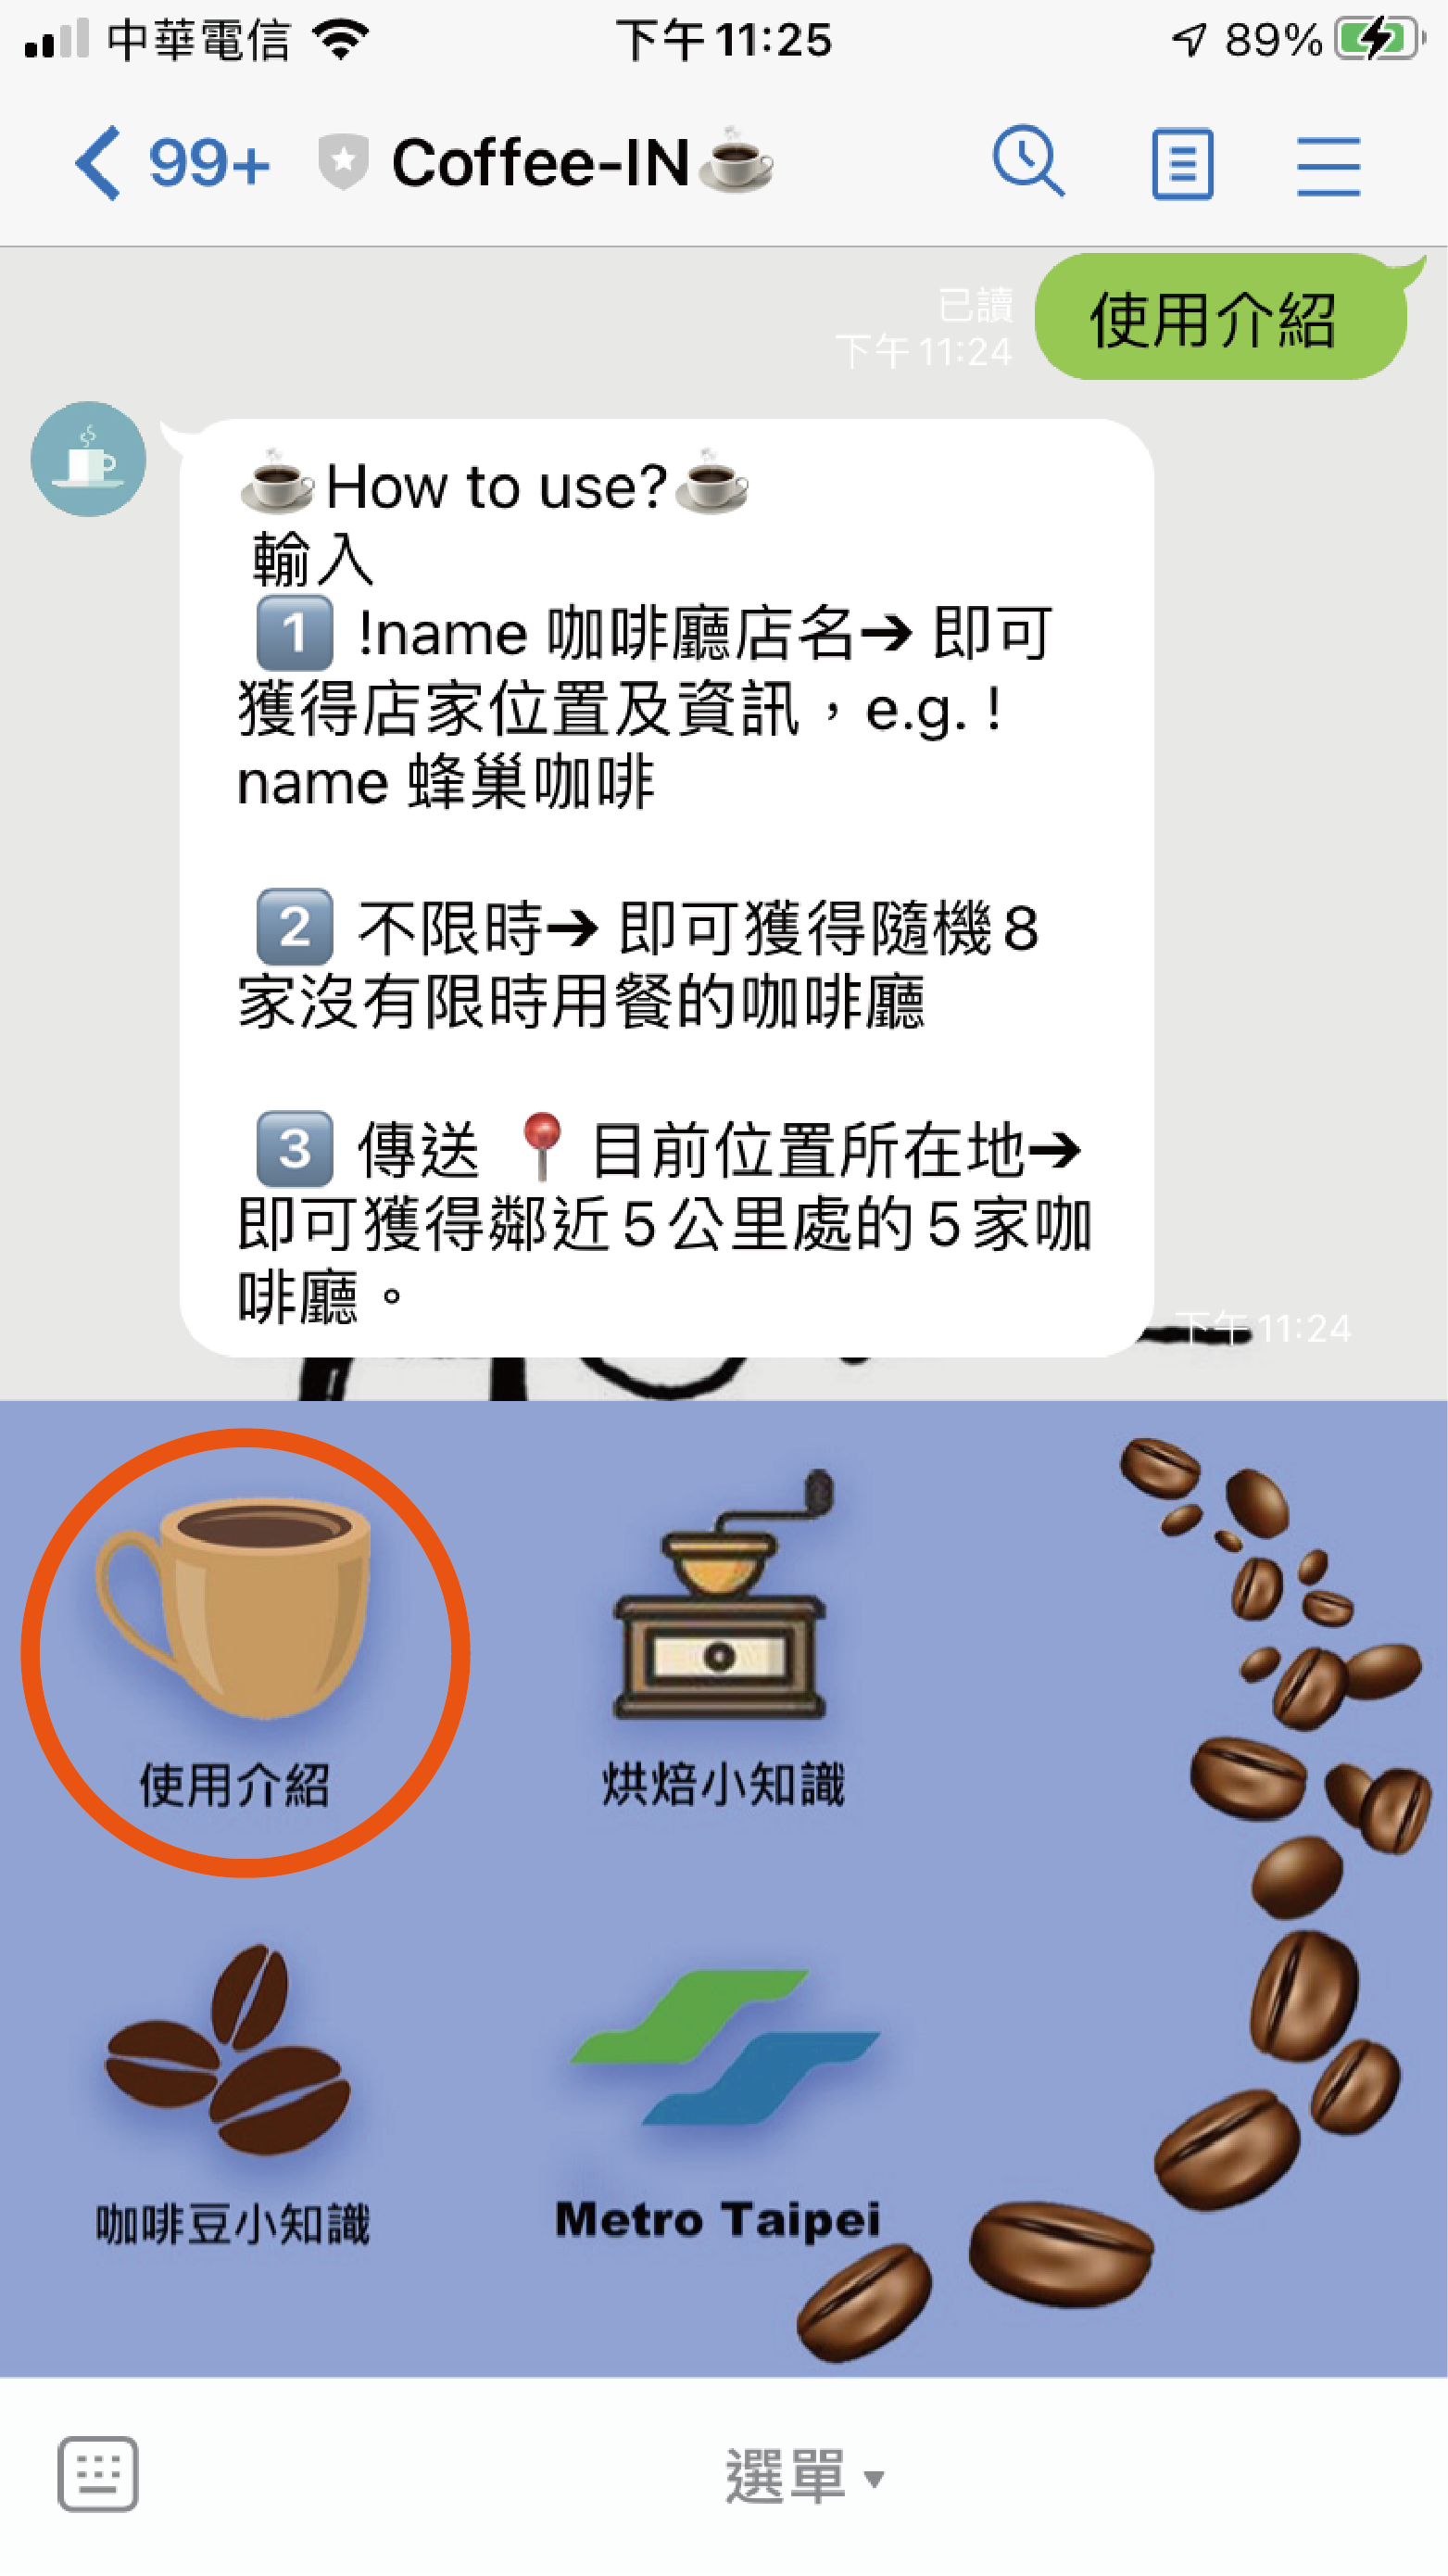 中華電信 下午11:25 89%
99+ Coffee-IN☕
使用介紹
已讀
下午 11:24
☕How to use?☕
輸入
1️⃣ !name 咖啡廳店名➔ 即可
獲得店家位置及資訊，e.g. !
name 蜂巢咖啡
2️⃣ 不限時➔ 即可獲得隨機8
家沒有限時用餐的咖啡廳
3️⃣ 傳送 📍目前位置所在地➔
即可獲得鄰近5公里處的5家咖
啡廳。
下午 11:24
使用介紹
烘焙小知識
咖啡豆小知識
Metro Taipei
選單▾